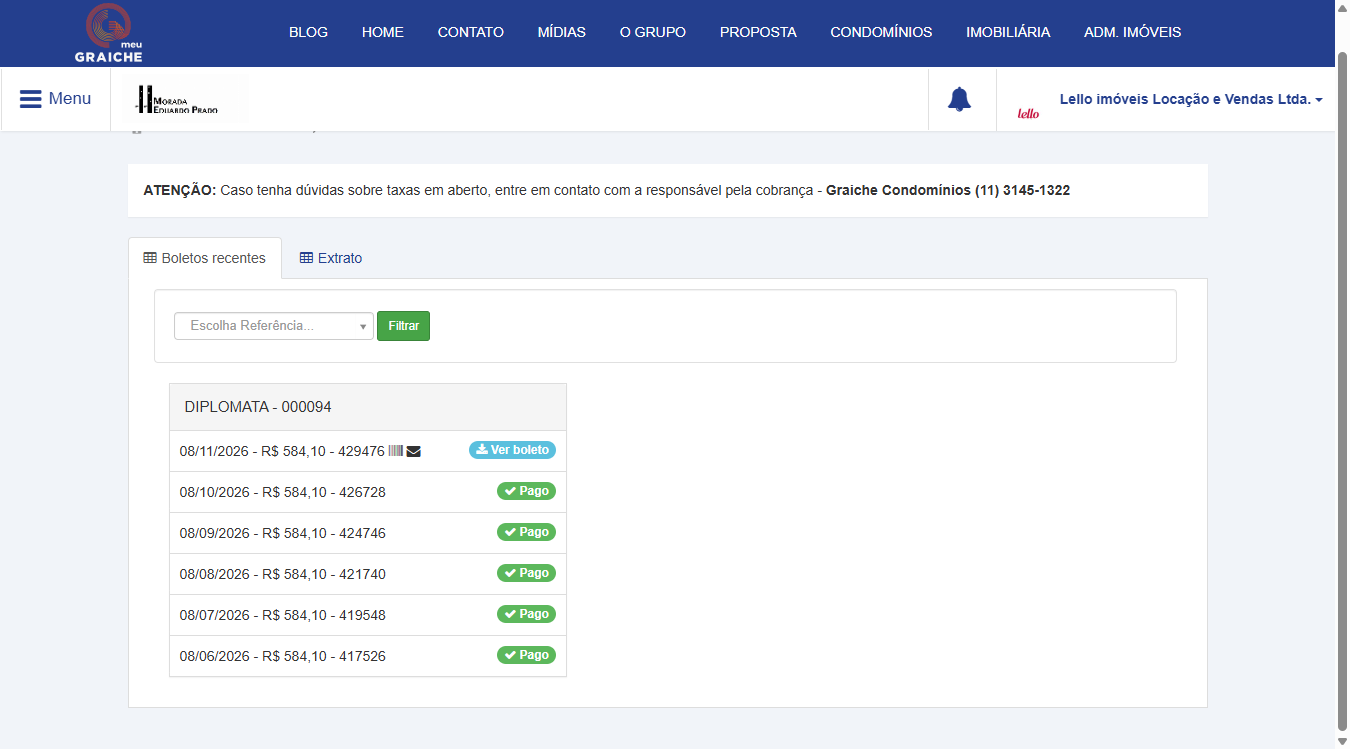 BLOG HOME CONTATO MÍDIAS O GRUPO PROPOSTA CONDOMÍNIOS IMOBILIÁRIA ADM. IMÓVEIS
meu
GRAICHE
Menu
MORADA
EDUARDO PRADO
lello
Lello imóveis Locação e Vendas Ltda.
ATENÇÃO: Caso tenha dúvidas sobre taxas em aberto, entre em contato com a responsável pela cobrança - Graiche Condomínios (11) 3145-1322
Boletos recentes Extrato
Escolha Referência... Filtrar
DIPLOMATA - 000094
08/11/2026 - R$ 584,10 - 429476 Ver boleto
08/10/2026 - R$ 584,10 - 426728 Pago
08/09/2026 - R$ 584,10 - 424746 Pago
08/08/2026 - R$ 584,10 - 421740 Pago
08/07/2026 - R$ 584,10 - 419548 Pago
08/06/2026 - R$ 584,10 - 417526 Pago